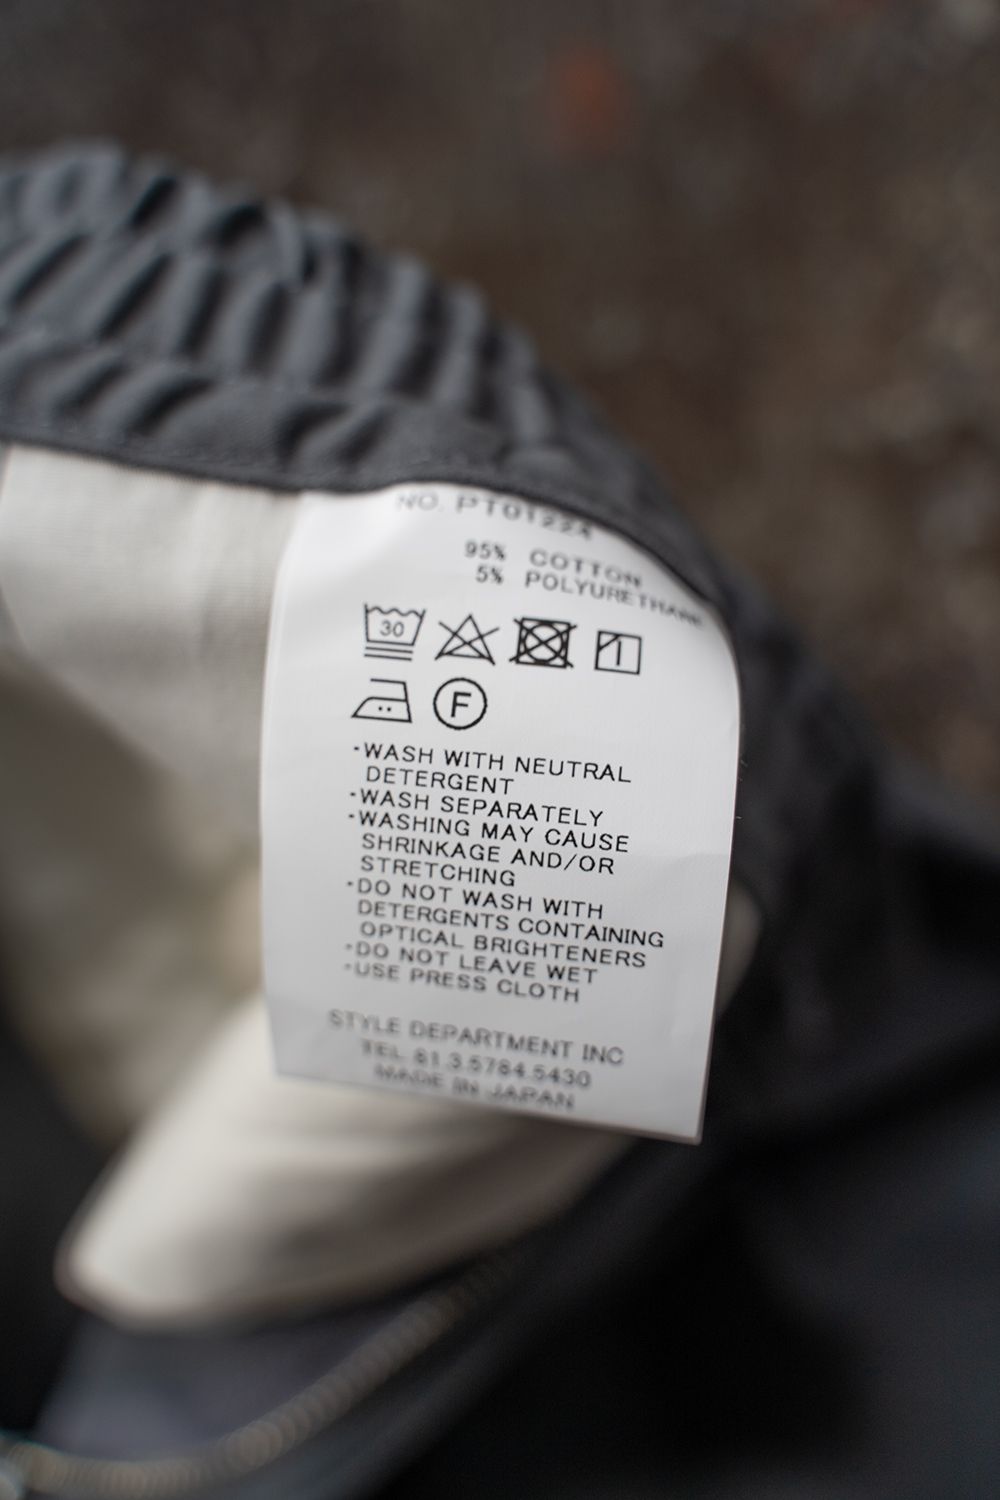 NO. PT01224
95% COTTON
5% POLYURETHANE
30
F
·WASH WITH NEUTRAL
DETERGENT
·WASH SEPARATELY
·WASHING MAY CAUSE
SHRINKAGE AND/OR
STRETCHING
·DO NOT WASH WITH
DETERGENTS CONTAINING
OPTICAL BRIGHTENERS
·DO NOT LEAVE WET
·USE PRESS CLOTH
STYLE DEPARTMENT INC
TEL 81.3.5784.5430
MADE IN JAPAN